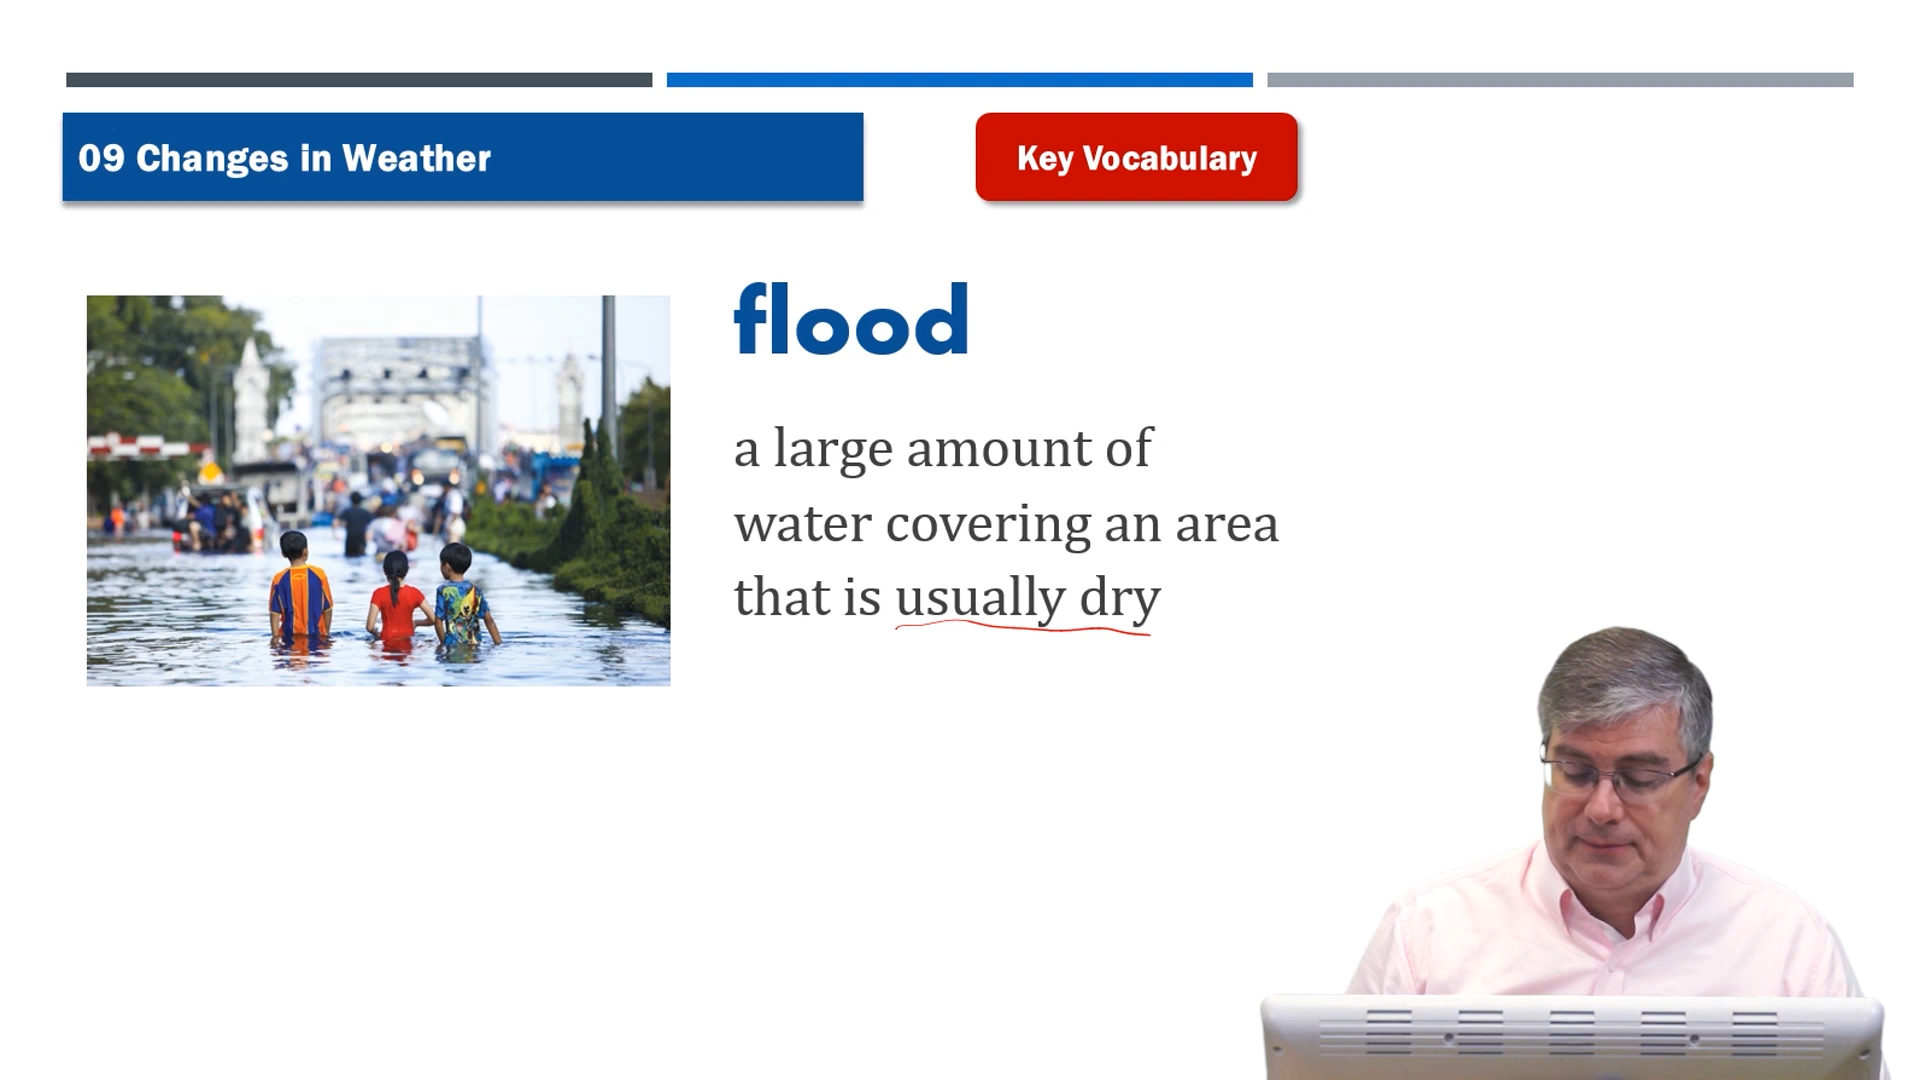 09 Changes in Weather
Key Vocabulary
flood
a large amount of
water covering an area
that is usually dry